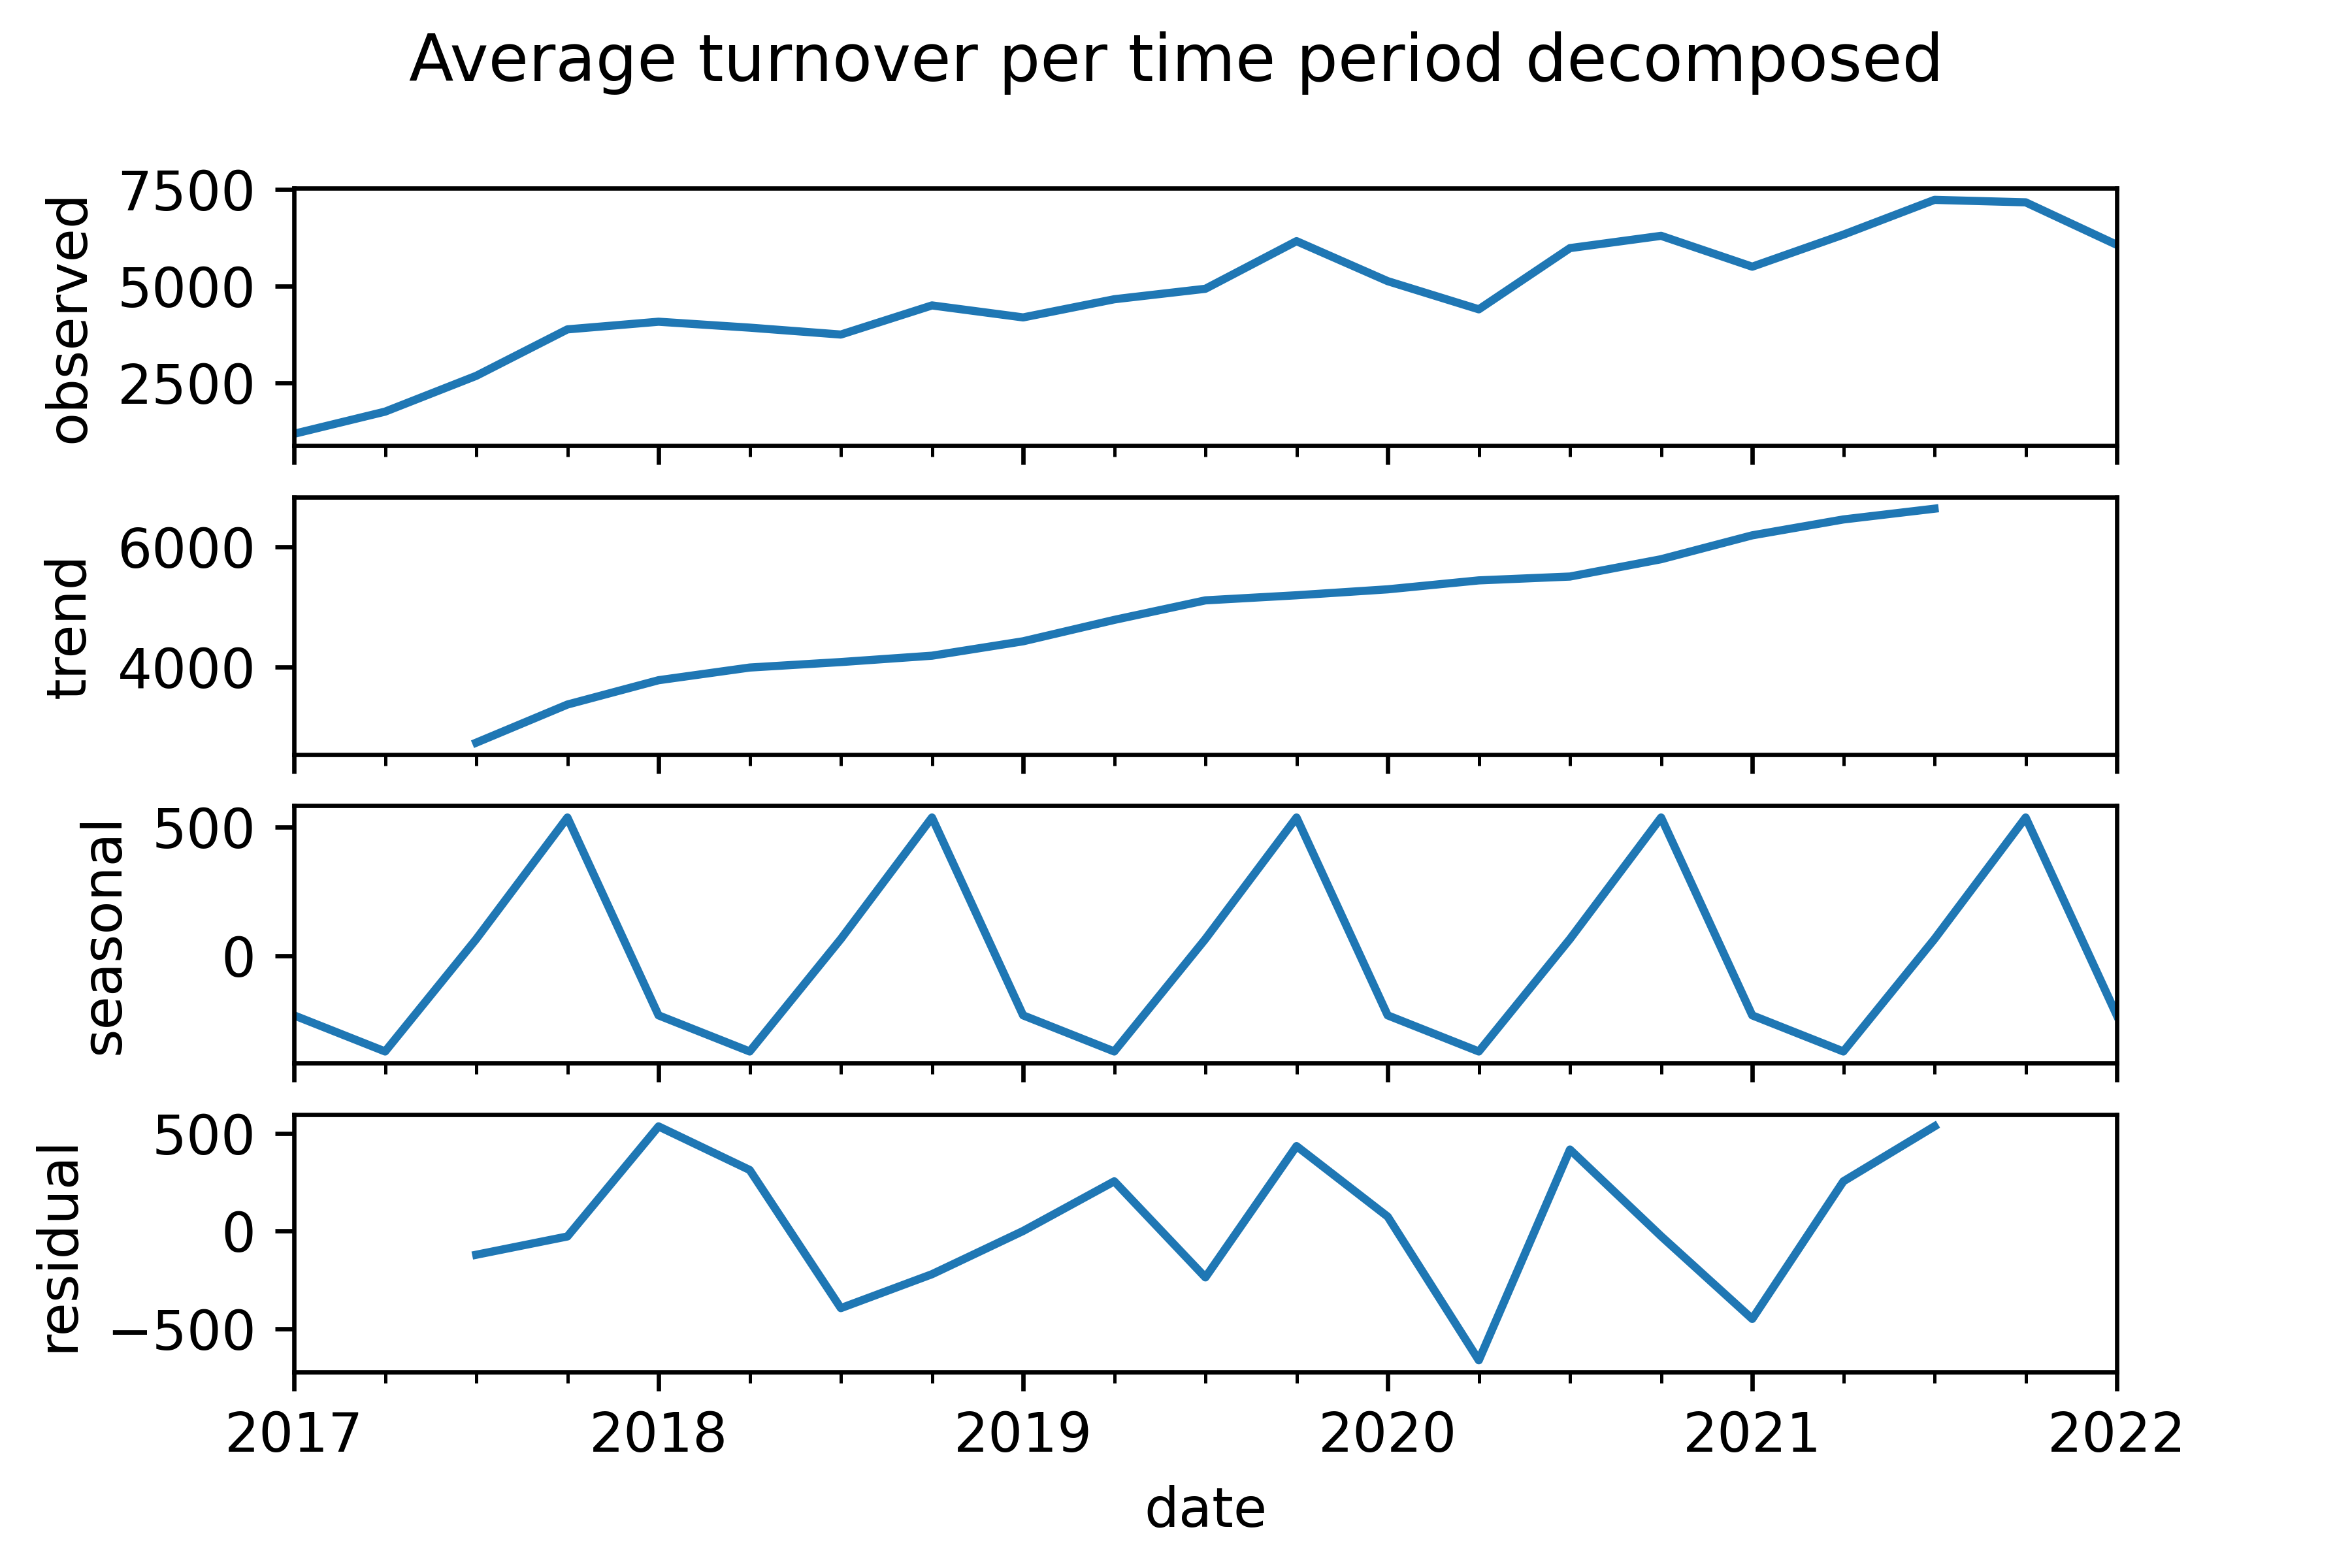 Average turnover per time period decomposed
7500
5000
2500
observed
6000
4000
trend
500
0
seasonal
500
0
−500
residual
2017 2018 2019 2020 2021 2022
date